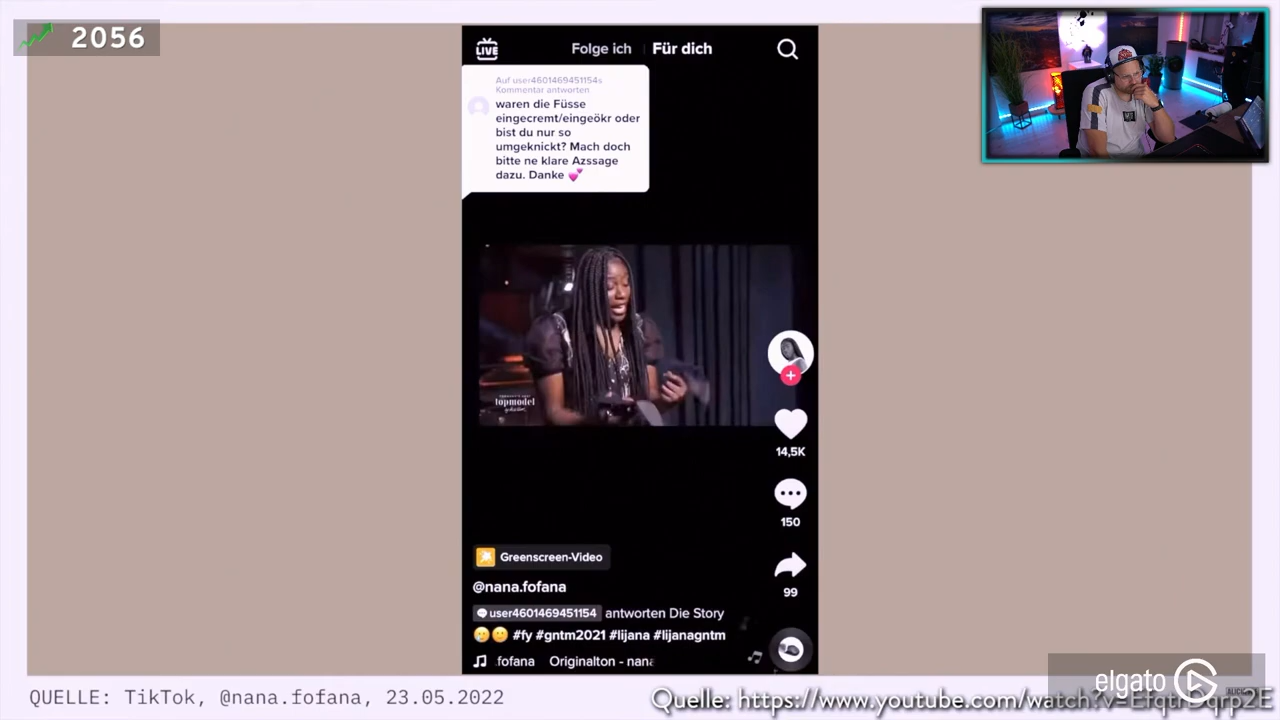 2056
LIVE
Folge ich
Für dich
Auf user4601469451154s
Kommentar antworten
waren die Füsse
eingecremt/eingeökr oder
bist du nur so
umgeknickt? Mach doch
bitte ne klare Azssage
dazu. Danke 💕
topmodel
14,5K
150
Greenscreen-Video
@nana.fofana
99
user4601469451154 antworten Die Story
🥲🙂 #fy #gntm2021 #lijana #lijanagntm
.fofana Originalton - nana
elgato
QUELLE: TikTok, @nana.fofana, 23.05.2022
Quelle: https://www.youtube.com/watch?v=EfqtrDqrp2E